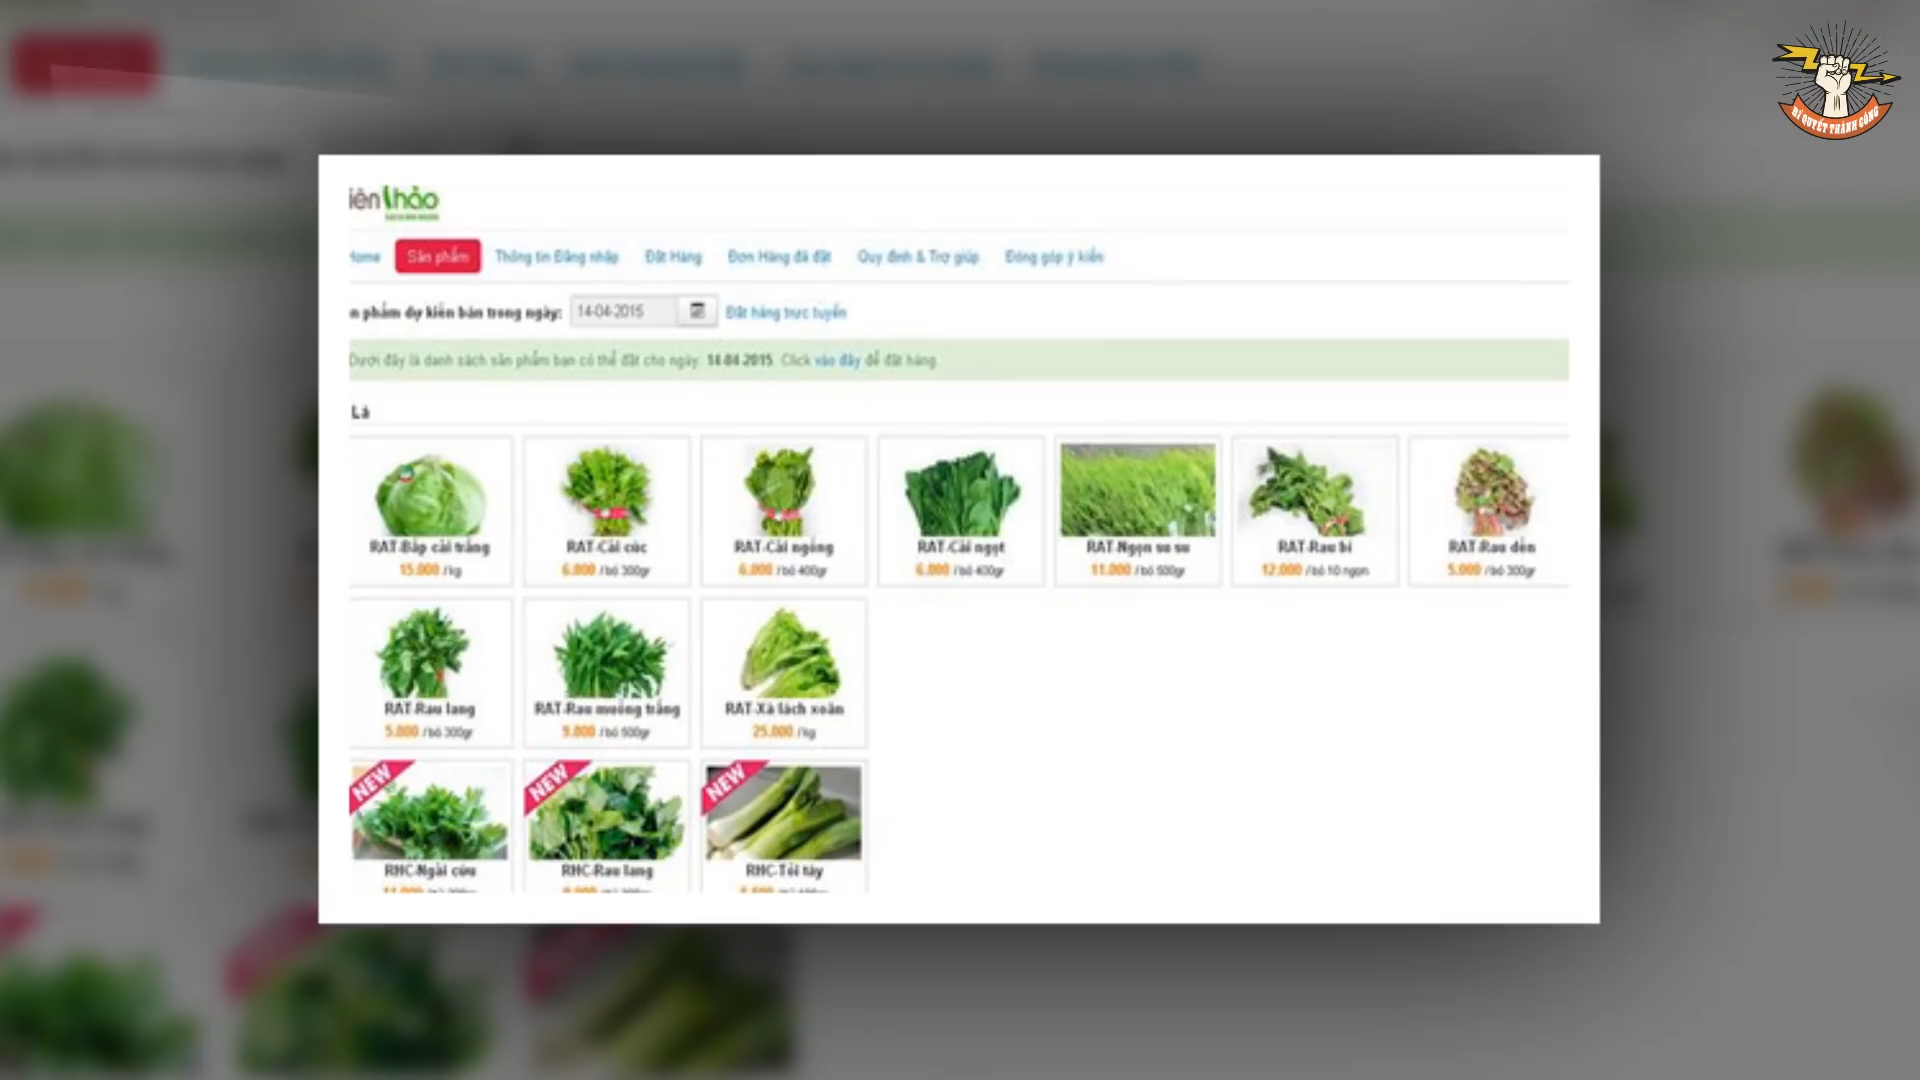 BÍ QUYẾT THÀNH CÔNG
iên thảo
Home Sản phẩm Thông tin Đăng nhập Đặt Hàng Đơn Hàng đã đặt Quy định & Trợ giúp Đóng góp ý kiến
n phẩm dự kiến bán trong ngày: 14-04-2015 Đặt hàng trực tuyến
Dưới đây là danh sách sản phẩm bạn có thể đặt cho ngày: 14-04-2015. Click vào đây để đặt hàng.
Lá
RAT-Bắp cải trắng RAT-Cải cúc RAT-Cải ngồng RAT-Cải ngọt RAT-Ngọn su su RAT-Rau bí RAT-Rau dền
15.000 /kg 6.000 /bó 300gr 6.000 /bó 400gr 6.000 /bó 400gr 11.000 /bó 500gr 12.000 /bó 10 ngọn 5.000 /bó 300gr
RAT-Rau lang RAT-Rau muống trắng RAT-Xà lách xoăn
5.000 /bó 300gr 9.000 /bó 500gr 25.000 /kg
NEW NEW NEW
RHC-Ngải cứu RHC-Rau lang RHC-Tỏi tây